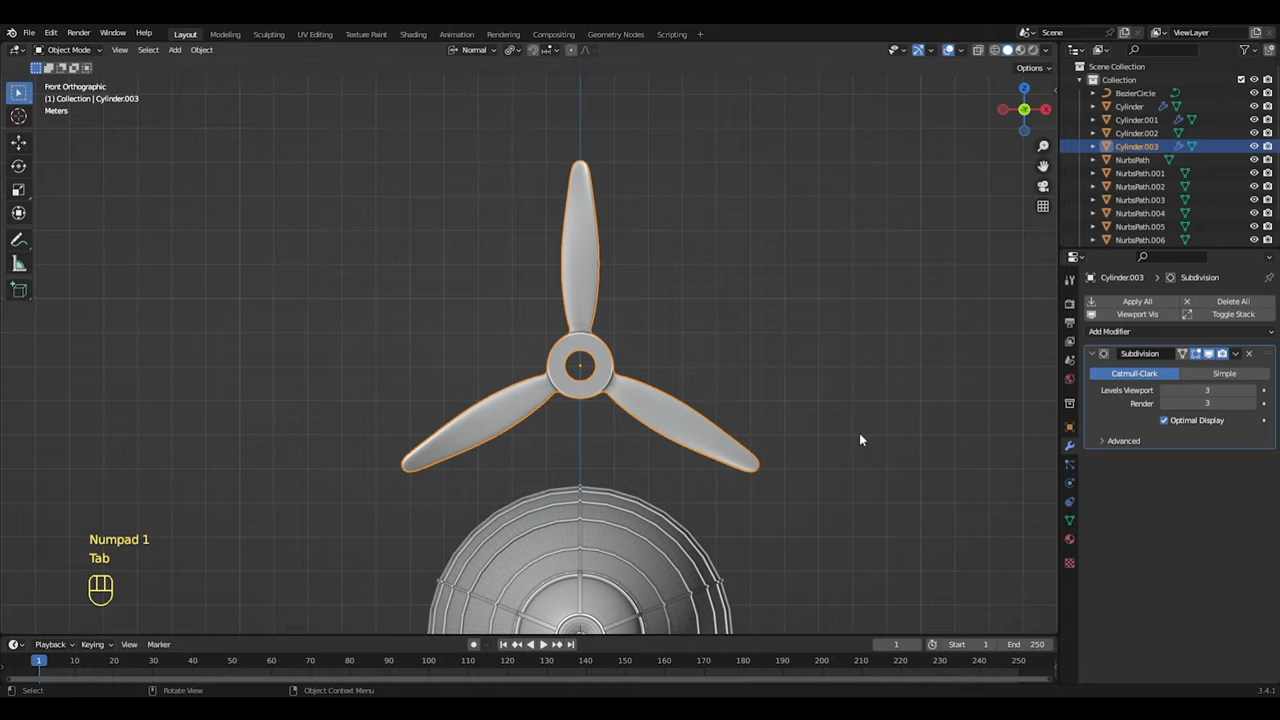 File Edit Render Window Help Layout Modeling Sculpting UV Editing Texture Paint Shading Animation Rendering Compositing Geometry Nodes Scripting Scene ViewLayer
Object Mode View Select Add Object Normal
Options
Front Orthographic
(1) Collection | Cylinder.003
Meters
Z
X
Y
Scene Collection
Collection
BezierCircle
Cylinder
Cylinder.001
Cylinder.002
Cylinder.003
NurbsPath
NurbsPath.001
NurbsPath.002
NurbsPath.003
NurbsPath.004
NurbsPath.005
NurbsPath.006
Cylinder.003 > Subdivision
Apply All Delete All
Viewport Vis Toggle Stack
Add Modifier
Subdivision
Catmull-Clark Simple
Levels Viewport 3
Render 3
Optimal Display
Advanced
Numpad 1
Tab
Playback Keying View Marker 1 Start 1 End 250
1 10 20 30 40 50 60 70 80 90 100 110 120 130 140 150 160 170 180 190 200 210 220 230 240 250
Select Rotate View Object Context Menu 3.4.1